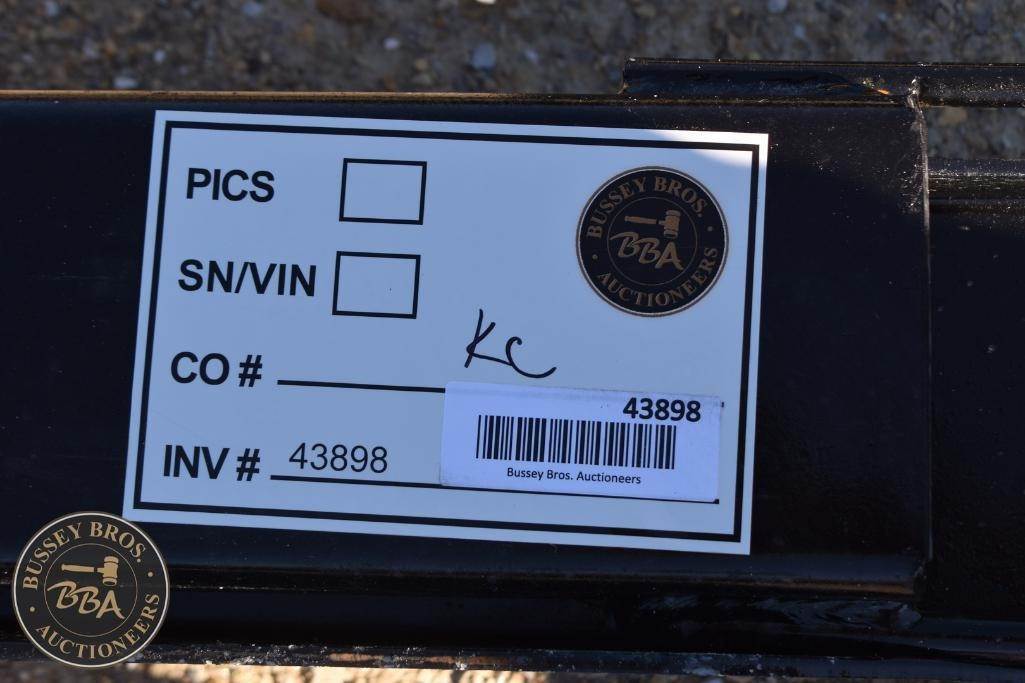 PICS
BUSSEY BROS.
BBA
AUCTIONEERS
SN/VIN
KC
CO #
43898
Bussey Bros. Auctioneers
INV # 43898
BUSSEY BROS.
BBA
AUCTIONEERS